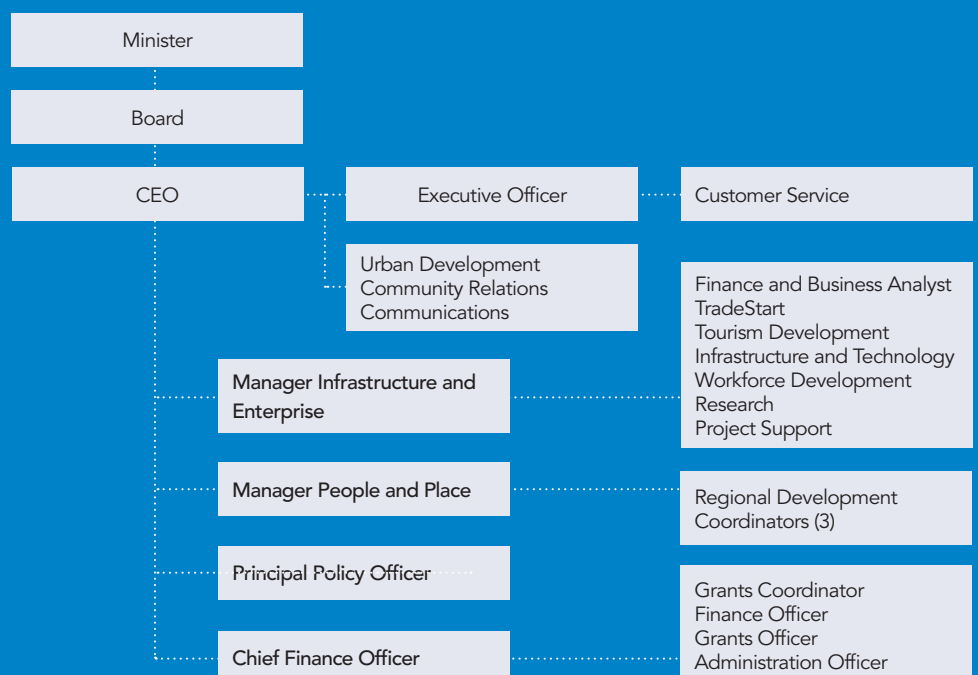 Minister
Board
CEO
Executive Officer
Customer Service
Urban Development
Community Relations
Communications
Finance and Business Analyst
TradeStart
Tourism Development
Infrastructure and Technology
Workforce Development
Research
Project Support
Manager Infrastructure and
Enterprise
Manager People and Place
Regional Development
Coordinators (3)
Principal Policy Officer
Grants Coordinator
Finance Officer
Grants Officer
Administration Officer
Chief Finance Officer